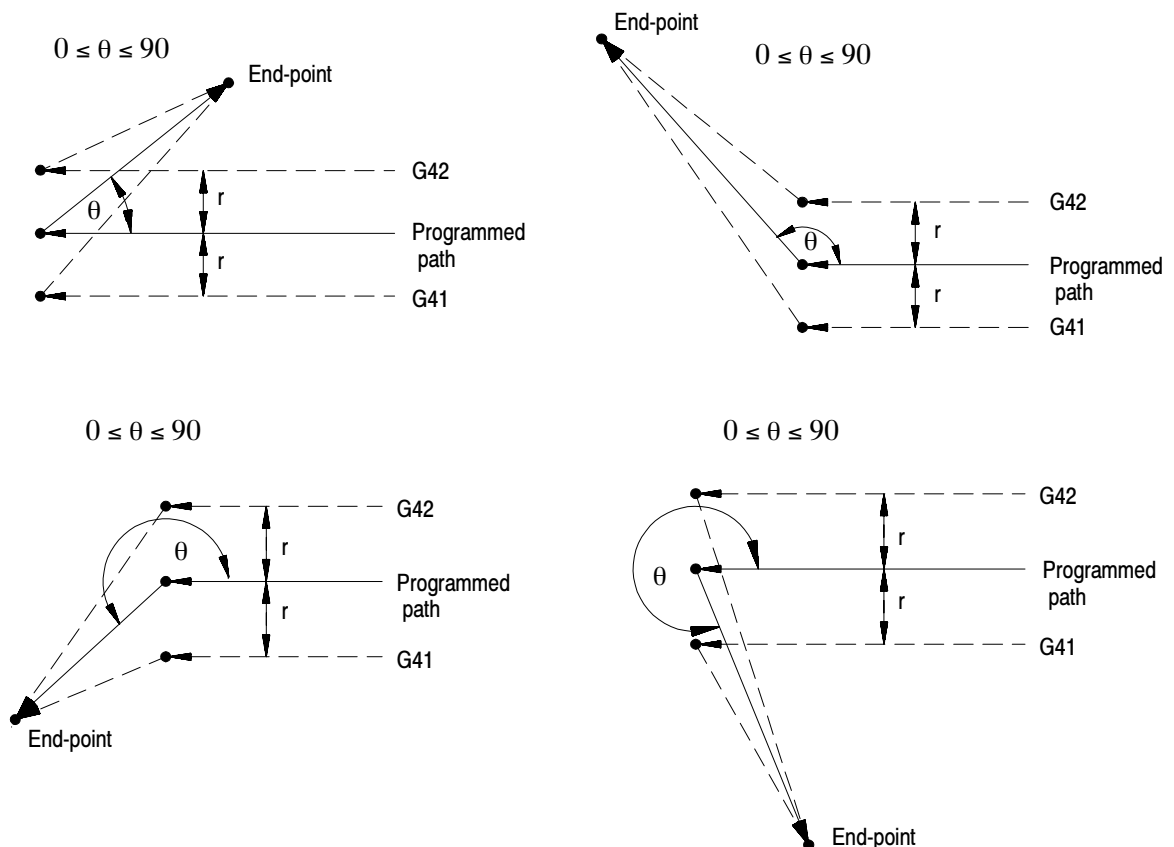 0 ≤ θ ≤ 90
End-point
G42
r
θ
Programmed
path
r
G41
End-point
0 ≤ θ ≤ 90
G42
r
θ
Programmed
path
r
G41
0 ≤ θ ≤ 90
G42
r
θ
Programmed
path
r
G41
End-point
0 ≤ θ ≤ 90
G42
r
θ
Programmed
path
r
G41
End-point